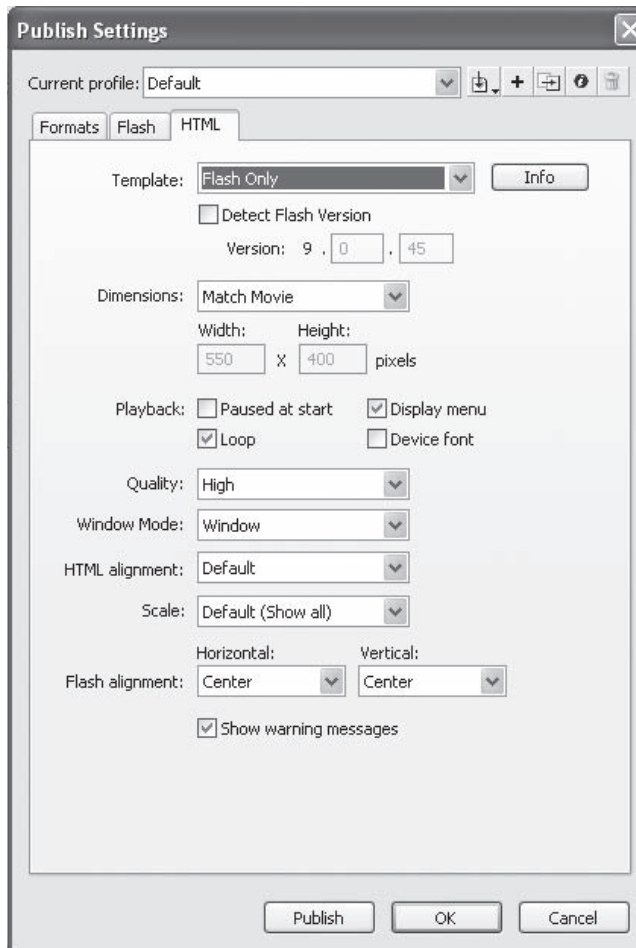 Publish Settings
Current profile: Default
Formats Flash HTML
Template: Flash Only Info
Detect Flash Version
Version: 9 . 0 . 45
Dimensions: Match Movie
Width: Height:
550 X 400 pixels
Playback: Paused at start Display menu
Loop Device font
Quality: High
Window Mode: Window
HTML alignment: Default
Scale: Default (Show all)
Horizontal: Vertical:
Flash alignment: Center Center
Show warning messages
Publish OK Cancel